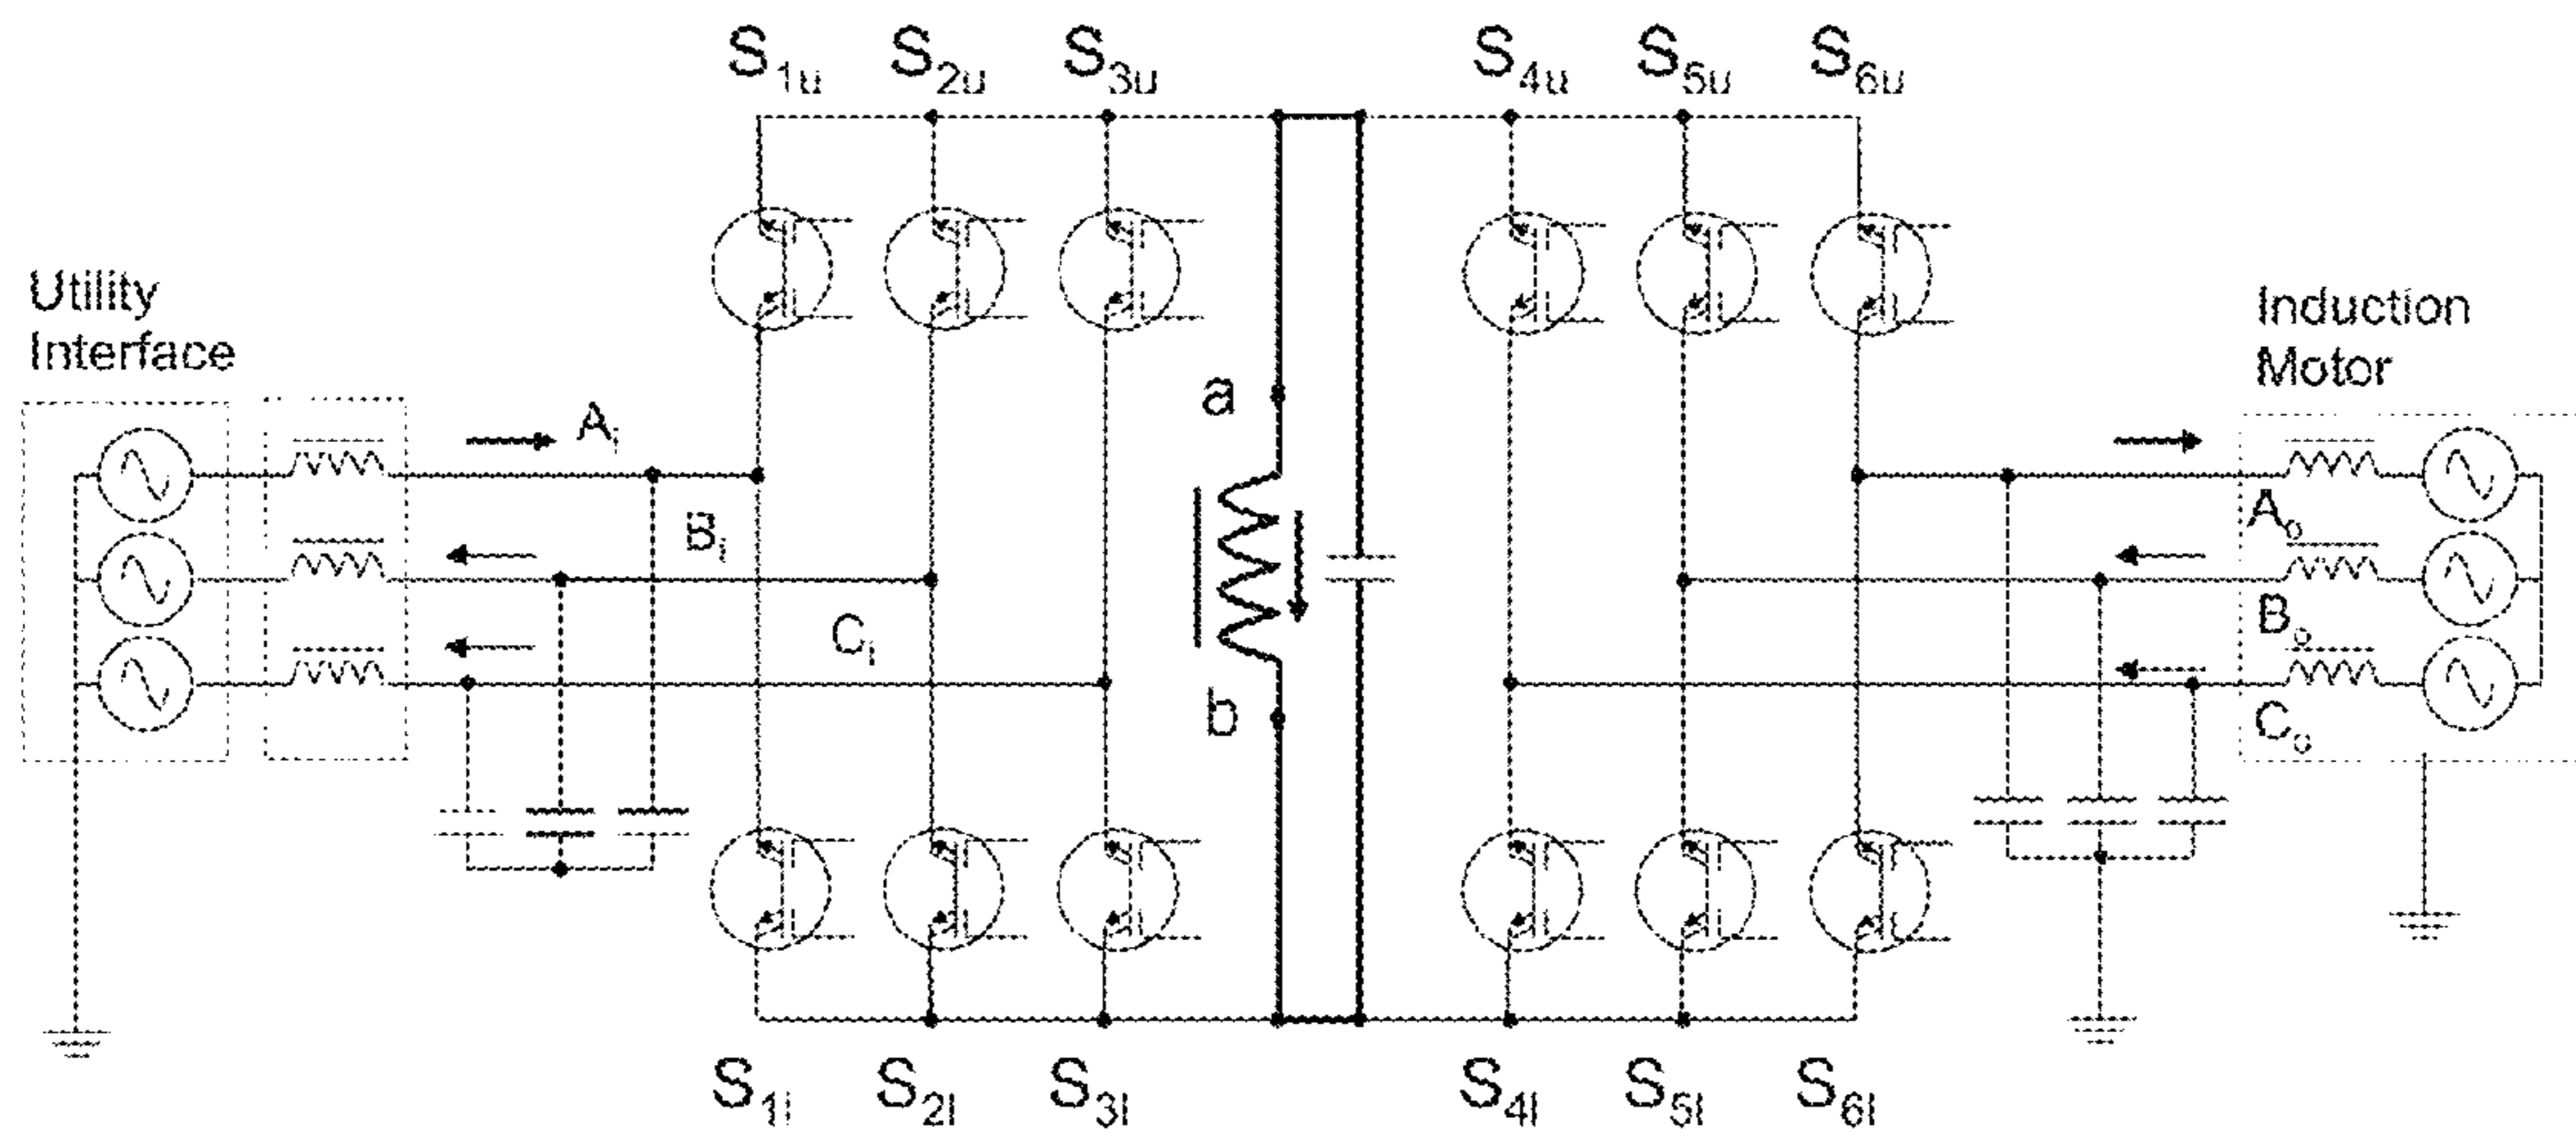 S1u S2u S3u S4u S5u S6u
Utility
Interface
Induction
Motor
Ai
Bi
Ci
a
b
Ao
Bo
Co
S1l S2l S3l S4l S5l S6l